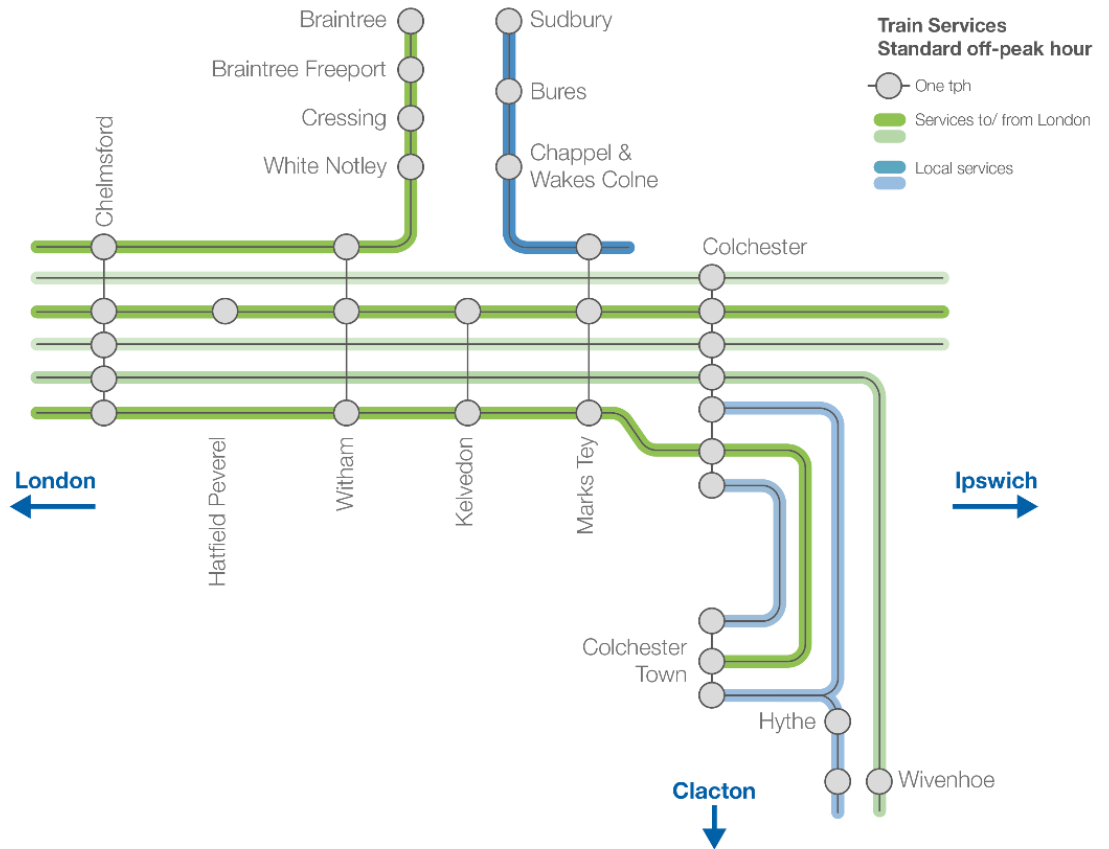 Braintree
Sudbury
Train Services
Standard off-peak hour
Braintree Freeport
Bures
One tph
Cressing
Services to/ from London
White Notley
Chappel &
Wakes Colne
Local services
Chelmsford
Colchester
London
Hatfield Peverel
Witham
Kelvedon
Marks Tey
Ipswich
Colchester
Town
Hythe
Wivenhoe
Clacton